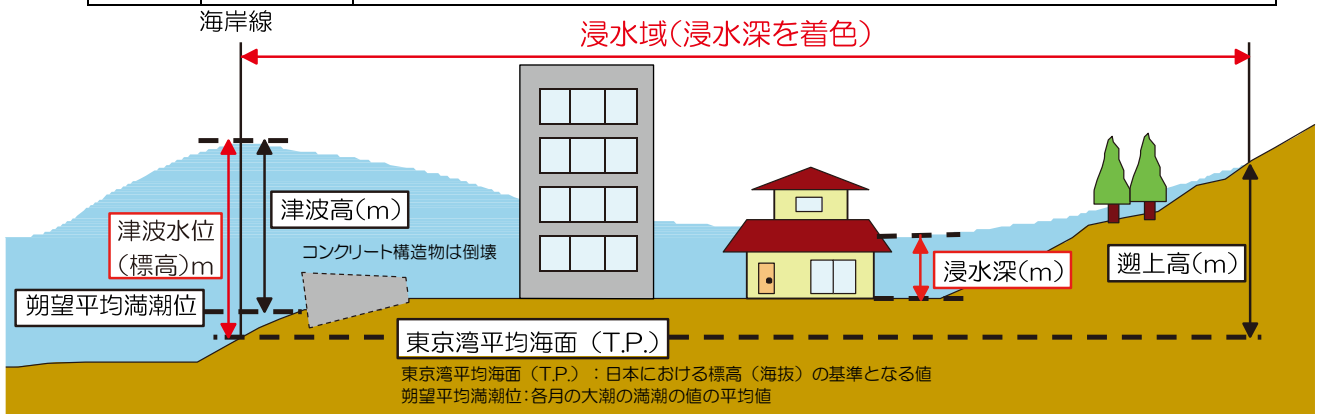 海岸線
浸水域(浸水深を着色)
津波高(m)
津波水位
(標高)m
コンクリート構造物は倒壊
浸水深(m)
遡上高(m)
朔望平均満潮位
東京湾平均海面（T.P.）
東京湾平均海面（T.P.）：日本における標高（海抜）の基準となる値
朔望平均満潮位：各月の大潮の満潮の値の平均値